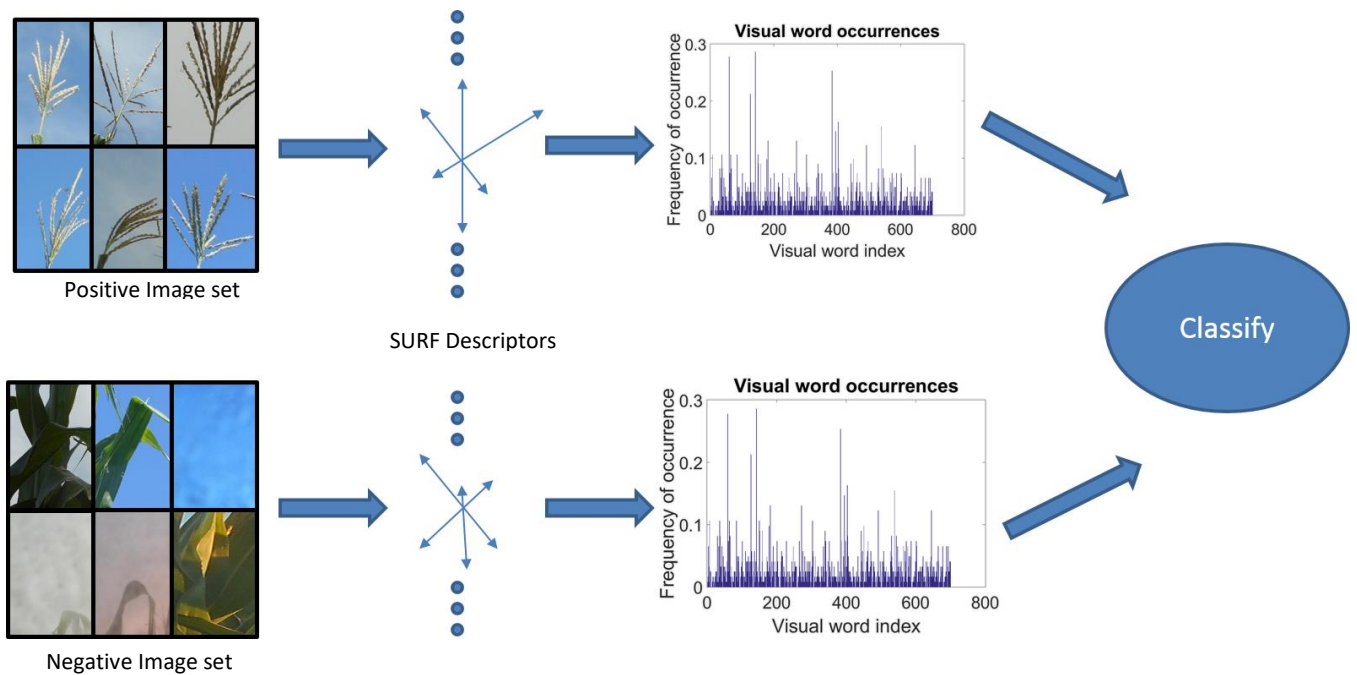 Visual word occurrences
Frequency of occurrence
0.3
0.2
0.1
0
0
200
400
600
800
Visual word index
Positive Image set
SURF Descriptors
Classify
Visual word occurrences
Frequency of occurrence
0.3
0.2
0.1
0
0
200
400
600
800
Visual word index
Negative Image set